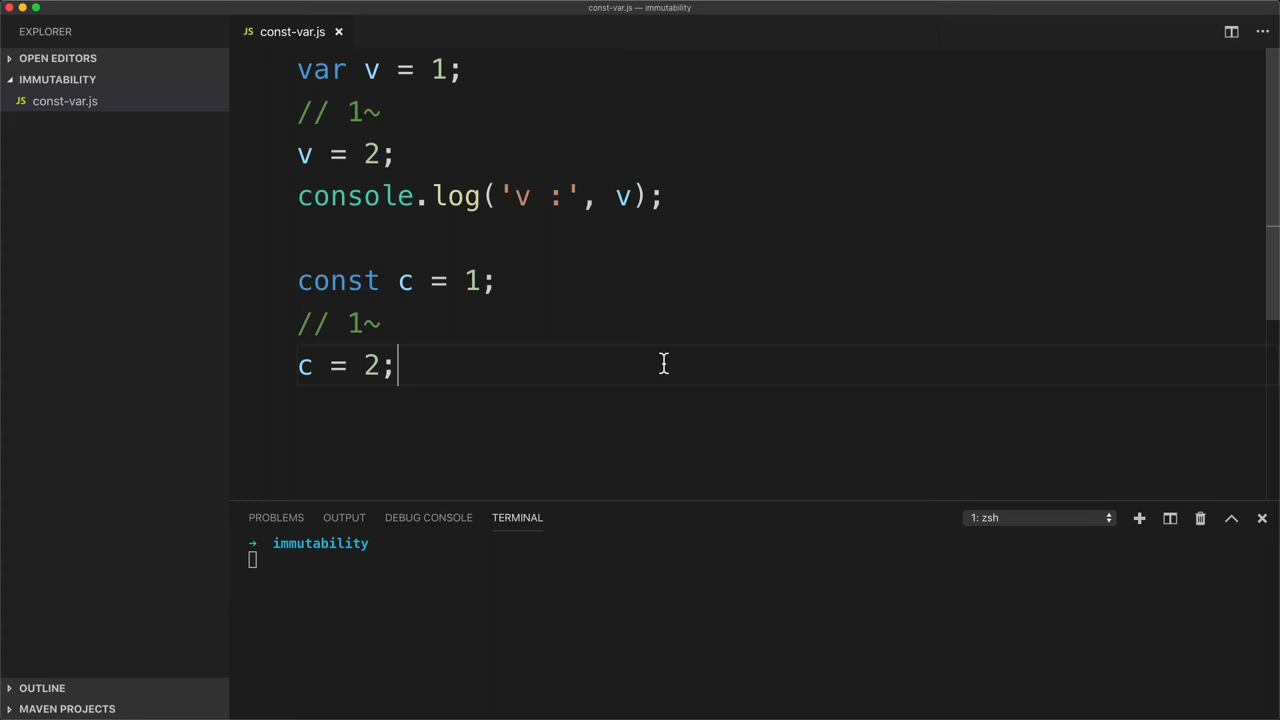 const-var.js — immutability
EXPLORER
JS const-var.js
OPEN EDITORS
IMMUTABILITY
JS const-var.js
var v = 1;
// 1~
v = 2;
console.log('v :', v);
const c = 1;
// 1~
c = 2;
PROBLEMS OUTPUT DEBUG CONSOLE TERMINAL 1: zsh
→ immutability
OUTLINE
MAVEN PROJECTS